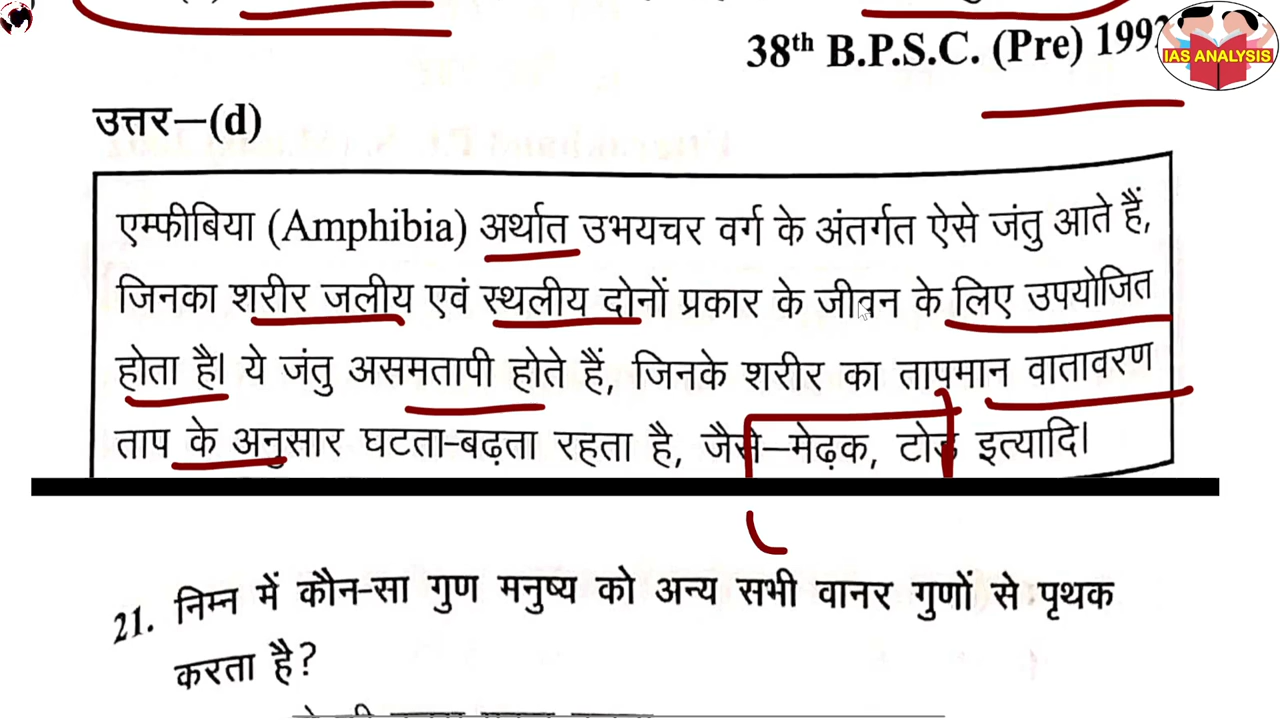 38th B.P.S.C. (Pre) 199
IAS ANALYSIS
उत्तर–(d)
एम्फीबिया (Amphibia) अर्थात उभयचर वर्ग के अंतर्गत ऐसे जंतु आते हैं,
जिनका शरीर जलीय एवं स्थलीय दोनों प्रकार के जीवन के लिए उपयोजित
होता है। ये जंतु असमतापी होते हैं, जिनके शरीर का तापमान वातावरण
ताप के अनुसार घटता-बढ़ता रहता है, जैसे–मेढ़क, टोड इत्यादि।
21. निम्न में कौन-सा गुण मनुष्य को अन्य सभी वानर गुणों से पृथक
करता है?